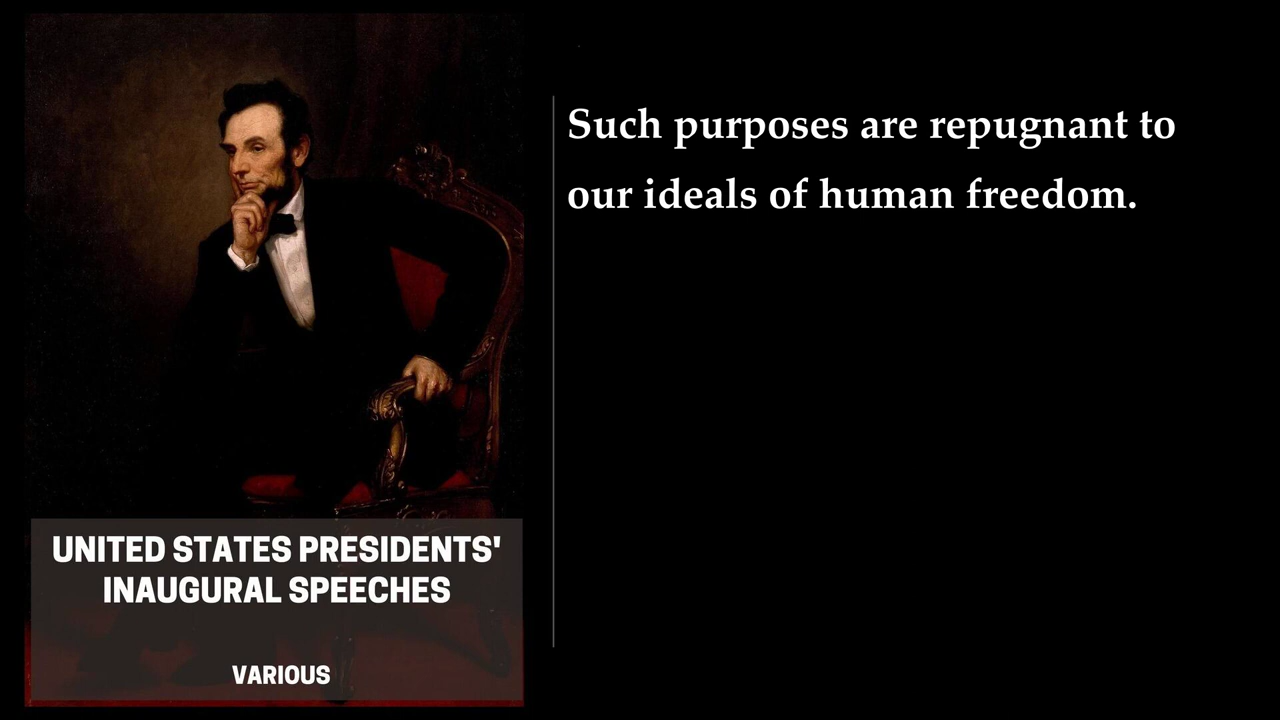 Such purposes are repugnant to
our ideals of human freedom.
UNITED STATES PRESIDENTS'
INAUGURAL SPEECHES
VARIOUS